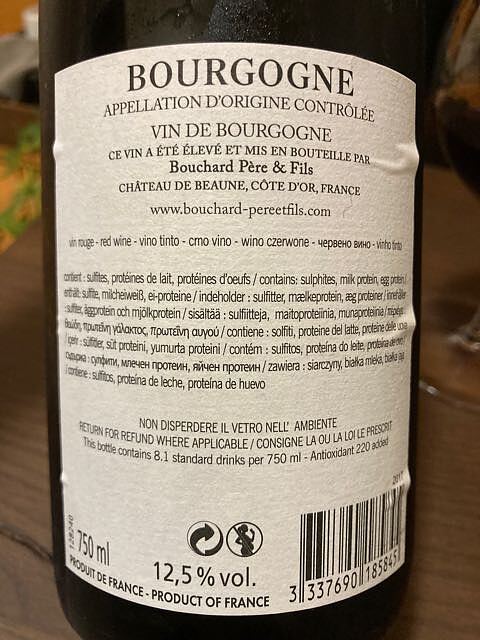 BOURGOGNE
APPELLATION D'ORIGINE CONTRÔLÉE
VIN DE BOURGOGNE
CE VIN A ÉTÉ ÉLEVÉ ET MIS EN BOUTEILLE PAR
Bouchard Père & Fils
CHÂTEAU DE BEAUNE, CÔTE D'OR, FRANCE
www.bouchard-pereetfils.com
vin rouge - red wine - vino tinto - crno vino - wino czerwone - червено вино - vinho tinto
contient : sulfites, protéines de lait, protéines d'oeufs / contains: sulphites, milk protein, egg protein /
enthält: sulfite, milcheiweiß, ei-proteine / indeholder : sulfitter, mælkeprotein, æg proteiner / innehåller
: sulfiter, äggprotein och mjölkprotein / sisältää : sulfiitteja, maitoproteiinia, munaproteiinia /
θειώδη, πρωτεΐνη γάλακτος, πρωτεΐνη αυγού / contiene : solfiti, proteine del latte, proteine delle uova
/ içerir : sülfitler, süt proteini, yumurta proteini / contém : sulfitos, proteína do leite, proteína de ovo /
съдържа : сулфити, млечен протеин, яйчен протеин / zawiera : siarczyny, białka mleka, białka jaja
/ contiene : sulfitos, proteína de leche, proteína de huevo
NON DISPERDERE IL VETRO NELL' AMBIENTE
RETURN FOR REFUND WHERE APPLICABLE / CONSIGNE LA OU LA LOI LE PRESCRIT
This bottle contains 8.1 standard drinks per 750 ml - Antioxidant 220 added
2017
128240
750 ml
12,5 % vol.
PRODUIT DE FRANCE - PRODUCT OF FRANCE
3 337690 185845